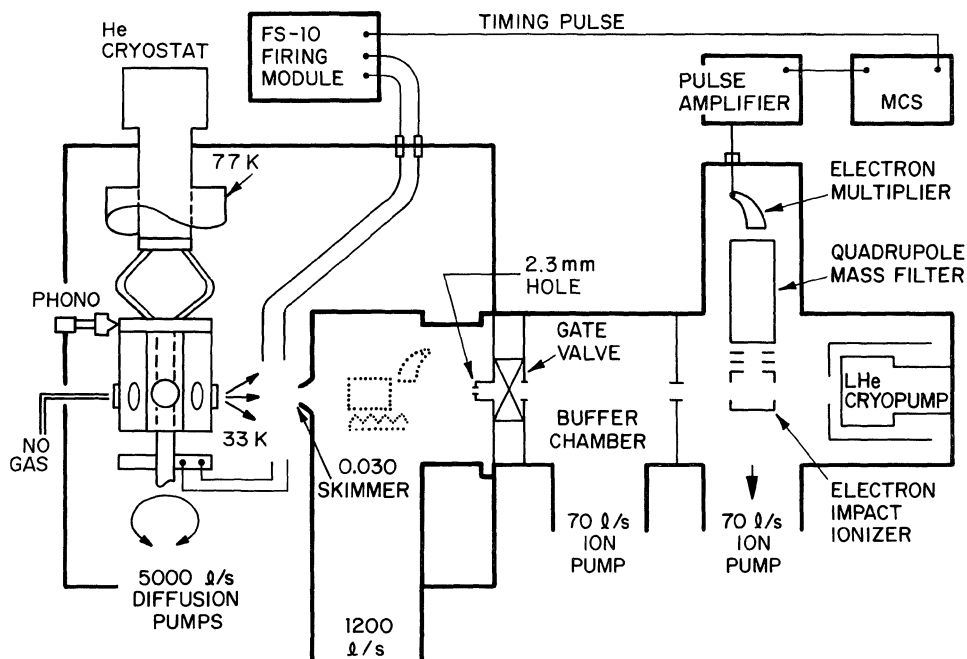 He
CRYOSTAT
FS-10
FIRING
MODULE
TIMING PULSE
PULSE
AMPLIFIER
MCS
77 K
ELECTRON
MULTIPLIER
QUADRUPOLE
MASS FILTER
2.3 mm
HOLE
PHONO
GATE
VALVE
LHe
CRYOPUMP
BUFFER
CHAMBER
NO
GAS
33 K
0.030
SKIMMER
ELECTRON
IMPACT
IONIZER
70 ℓ/s
ION
PUMP
70 ℓ/s
ION
PUMP
5000 ℓ/s
DIFFUSION
PUMPS
1200
ℓ/s